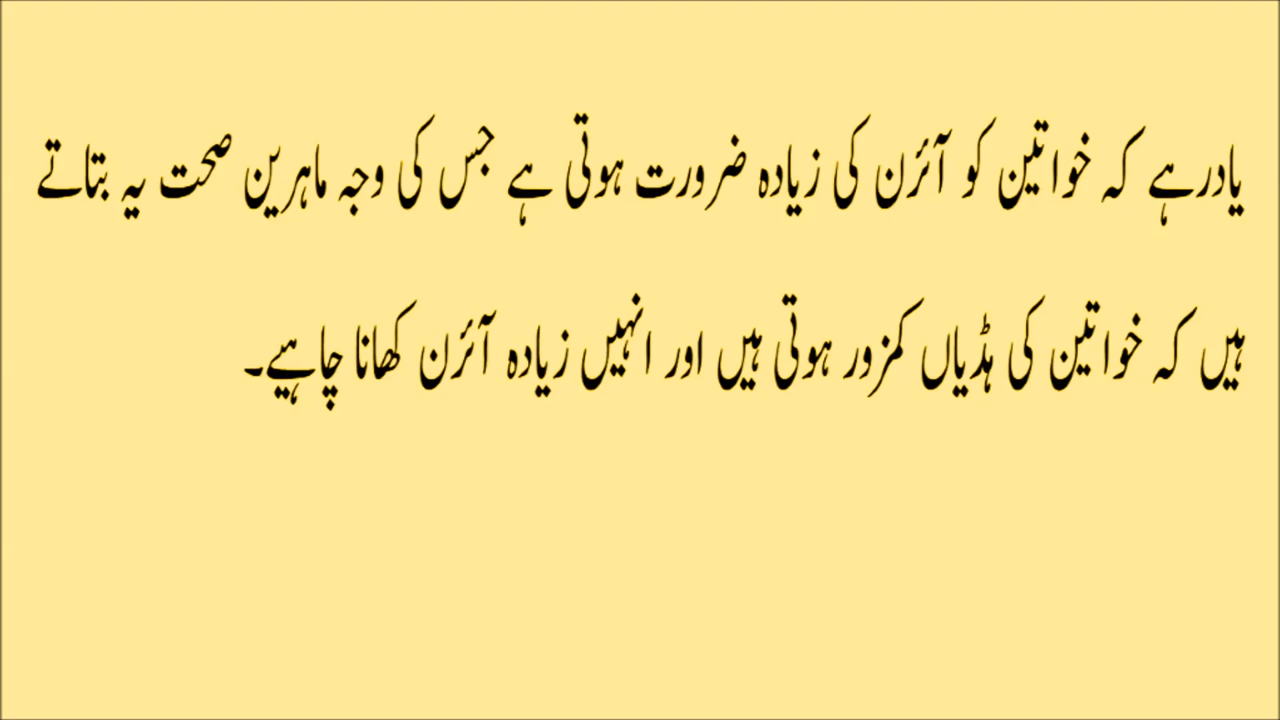 یادرہے کہ خواتین کو آئرن کی زیادہ ضرورت ہوتی ہے جس کی وجہ ماہرین صحت یہ بتاتے
ہیں کہ خواتین کی ہڈیاں کمزور ہوتی ہیں اور انہیں زیادہ آئرن کھانا چاہیے۔